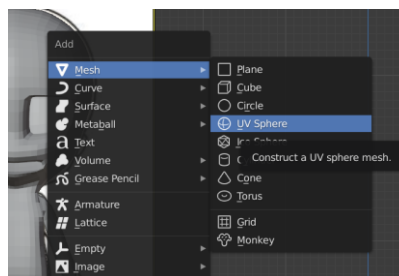 Add
Mesh
Curve
Surface
Metaball
Text
Volume
Grease Pencil
Armature
Lattice
Empty
Image
Plane
Cube
Circle
UV Sphere
Construct a UV sphere mesh.
Cone
Torus
Grid
Monkey